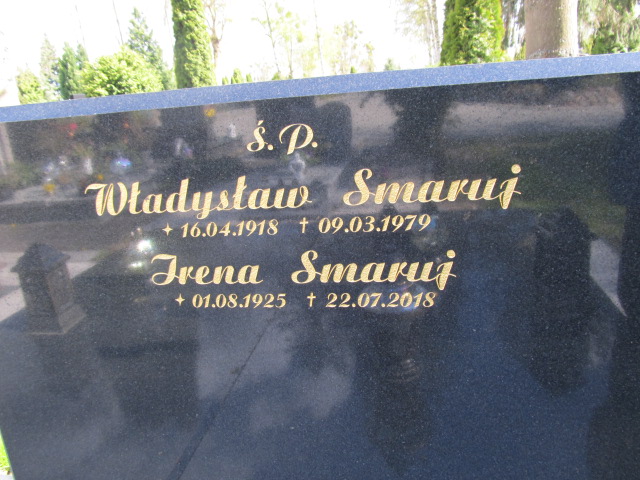 Ś. P.
Władysław Smaruj
✦ 16.04.1918 † 09.03.1979
Irena Smaruj
✦ 01.08.1925 † 22.07.2018